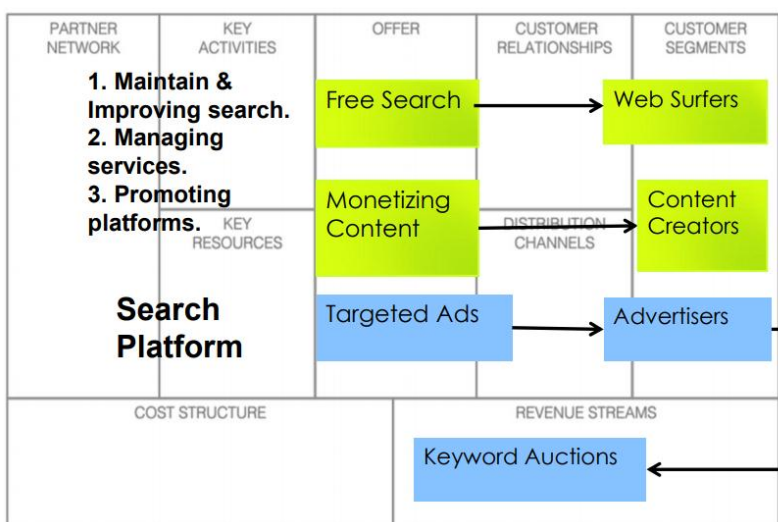 PARTNER
NETWORK
KEY
ACTIVITIES
OFFER
CUSTOMER
RELATIONSHIPS
CUSTOMER
SEGMENTS
1. Maintain &
Improving search.
2. Managing
services.
3. Promoting
platforms.
Free Search
Web Surfers
Monetizing
Content
Content
Creators
KEY
RESOURCES
DISTRIBUTION
CHANNELS
Search
Platform
Targeted Ads
Advertisers
COST STRUCTURE
REVENUE STREAMS
Keyword Auctions